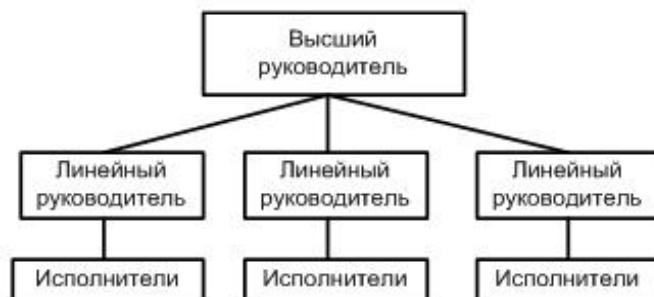 Высший
руководитель
Линейный
руководитель
Линейный
руководитель
Линейный
руководитель
Исполнители
Исполнители
Исполнители